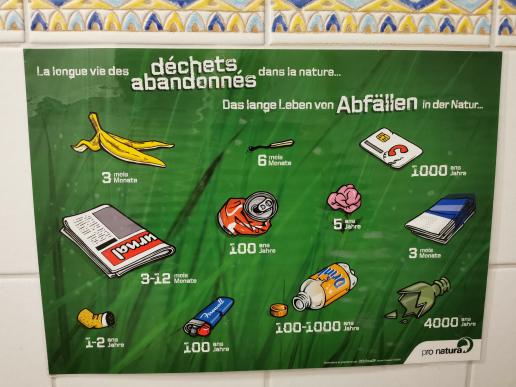 La longue vie des déchets abandonnés dans la nature...
Das lange Leben von Abfällen in der Natur...
3 mois Monate
6 mois Monate
1000 ans Jahre
100 ans Jahre
5 ans Jahre
3 mois Monate
urnal
3-12 mois Monate
1-2 ans Jahre
100 ans Jahre
Drink
100-1000 ans Jahre
4000 ans Jahre
pro natura